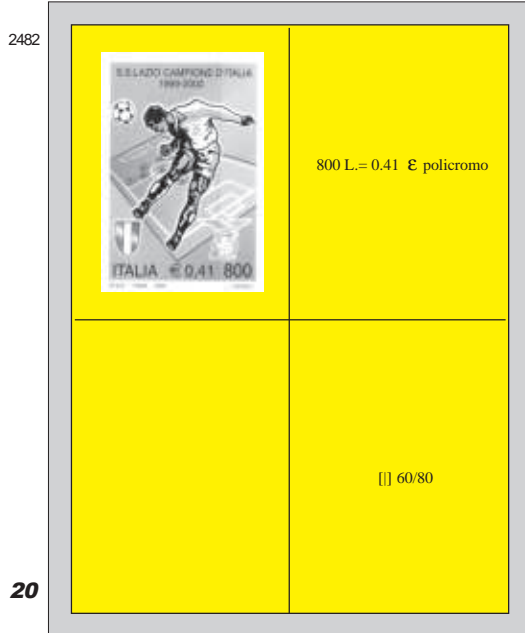 2482
S.S.LAZIO CAMPIONE D'ITALIA
1999-2000
800 L.= 0.41 ε policromo
ITALIA € 0,41 800
[|] 60/80
20